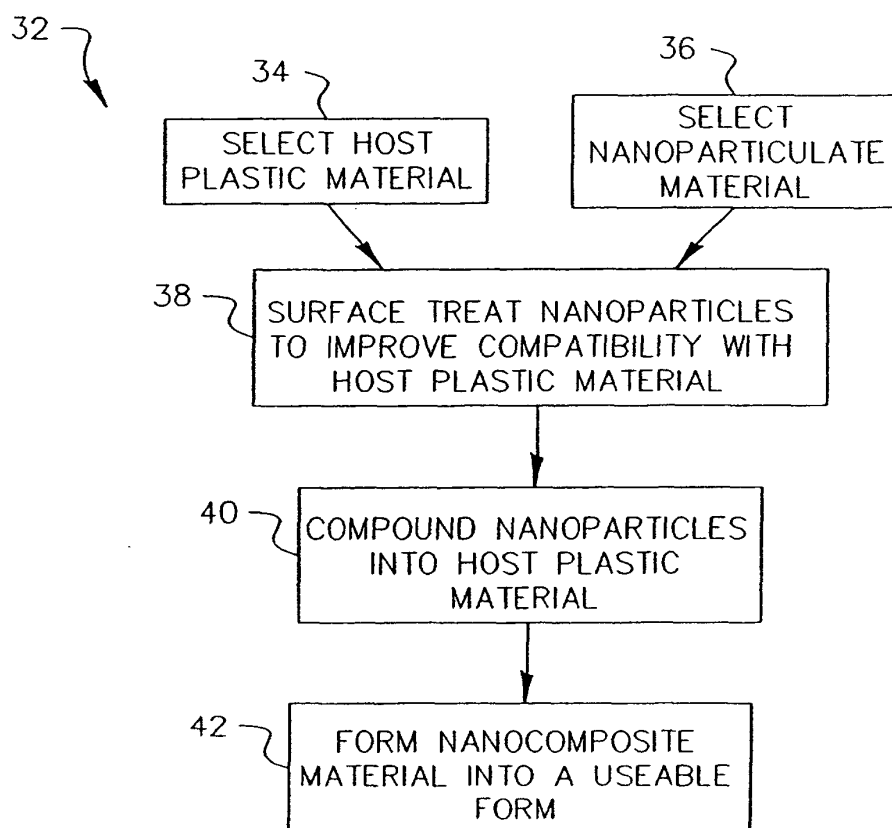 32
34
36
SELECT HOST
PLASTIC MATERIAL
SELECT
NANOPARTICULATE
MATERIAL
38
SURFACE TREAT NANOPARTICLES
TO IMPROVE COMPATIBILITY WITH
HOST PLASTIC MATERIAL
40
COMPOUND NANOPARTICLES
INTO HOST PLASTIC
MATERIAL
42
FORM NANOCOMPOSITE
MATERIAL INTO A USEABLE
FORM